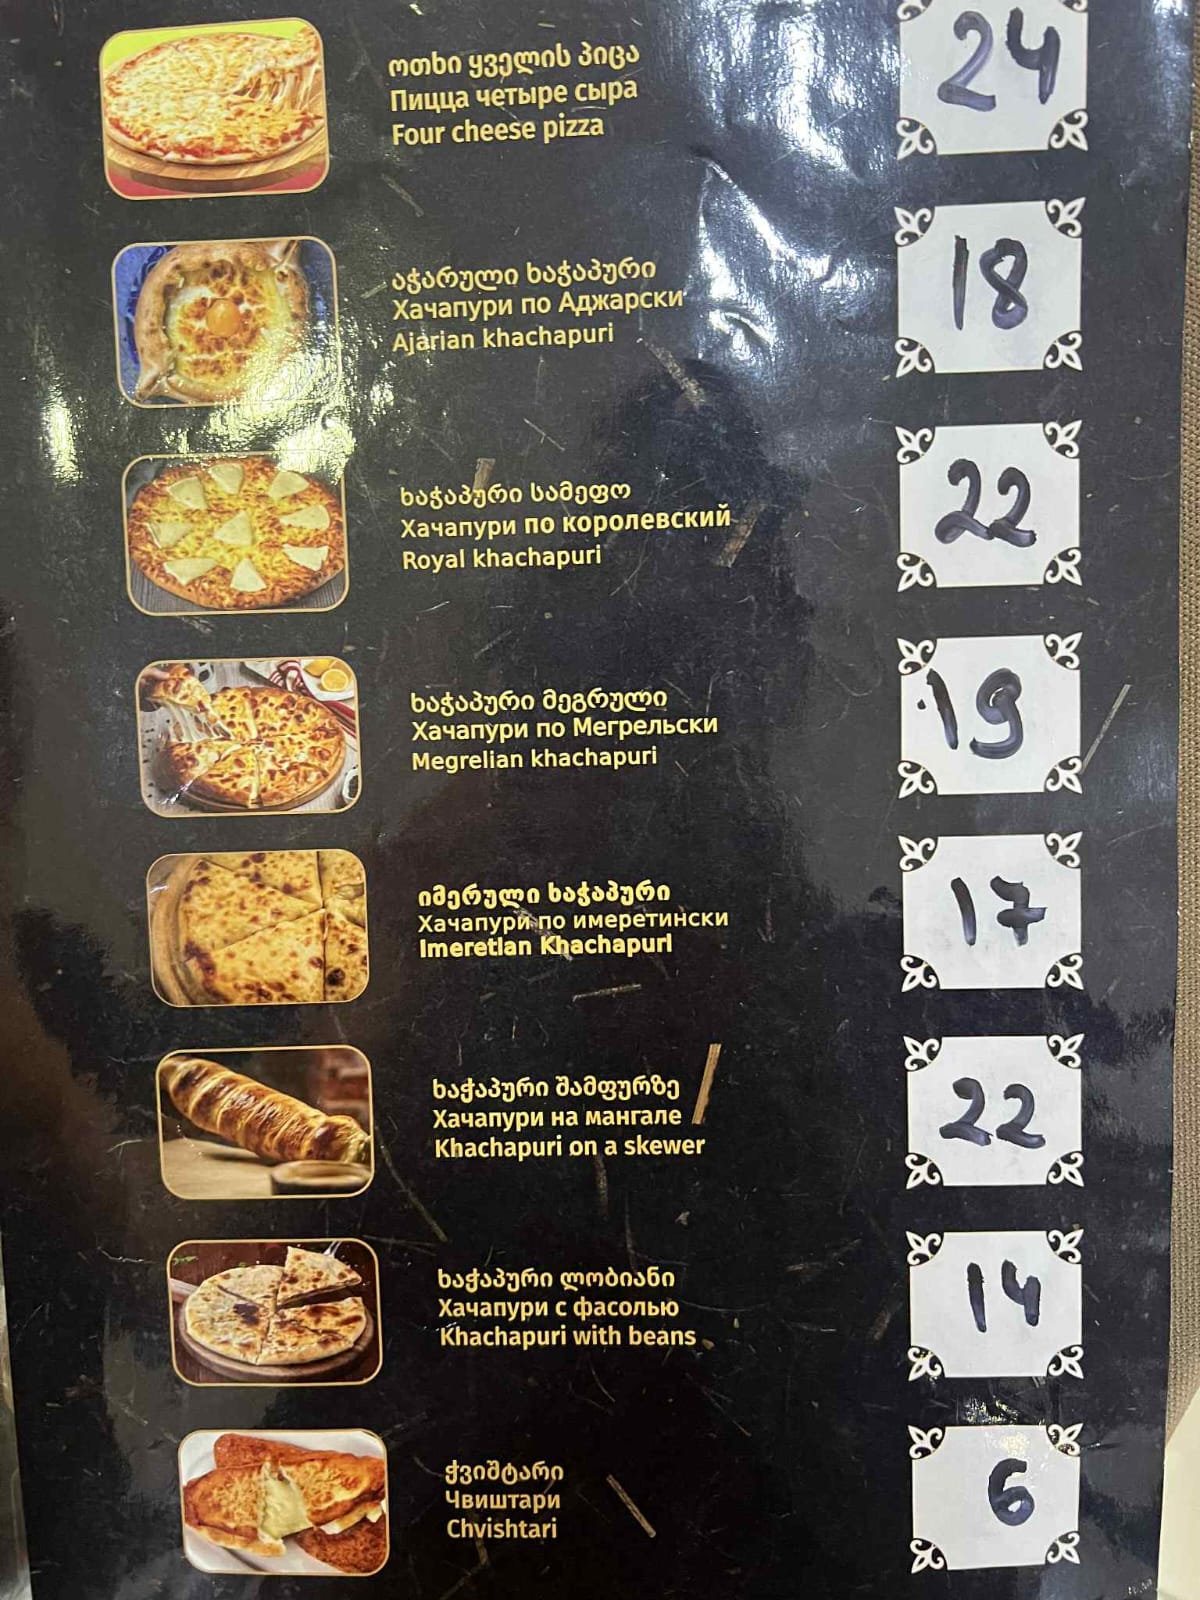 ოთხი ყველის პიცა
Пицца четыре сыра
Four cheese pizza
24
აჭარული ხაჭაპური
Хачапури по Аджарски
Ajarian khachapuri
18
ხაჭაპური სამეფო
Хачапури по королевский
Royal khachapuri
22
ხაჭაპური მეგრული
Хачапури по Мегрельски
Megrelian khachapuri
19
იმერული ხაჭაპური
Хачапури по имеретински
Imeretian Khachapuri
17
ხაჭაპური შამფურზე
Хачапури на мангале
Khachapuri on a skewer
22
ხაჭაპური ლობიანი
Хачапури с фасолью
Khachapuri with beans
14
ჭვიშტარი
Чвиштари
Chvishtari
6